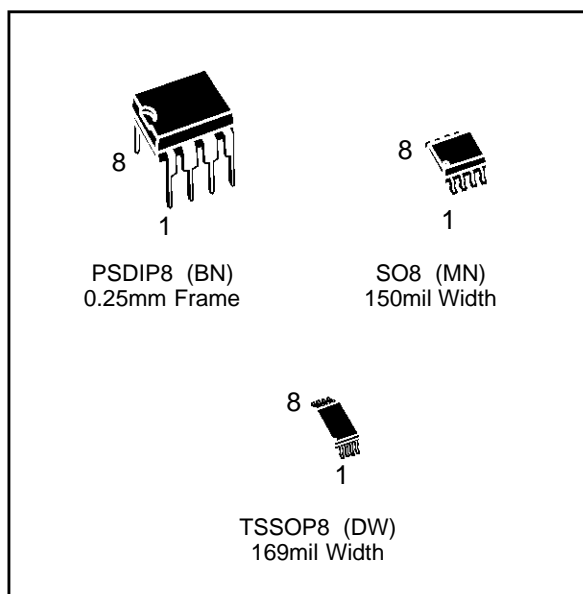 8
1
PSDIP8 (BN)
0.25mm Frame
8
1
SO8 (MN)
150mil Width
8
1
TSSOP8 (DW)
169mil Width